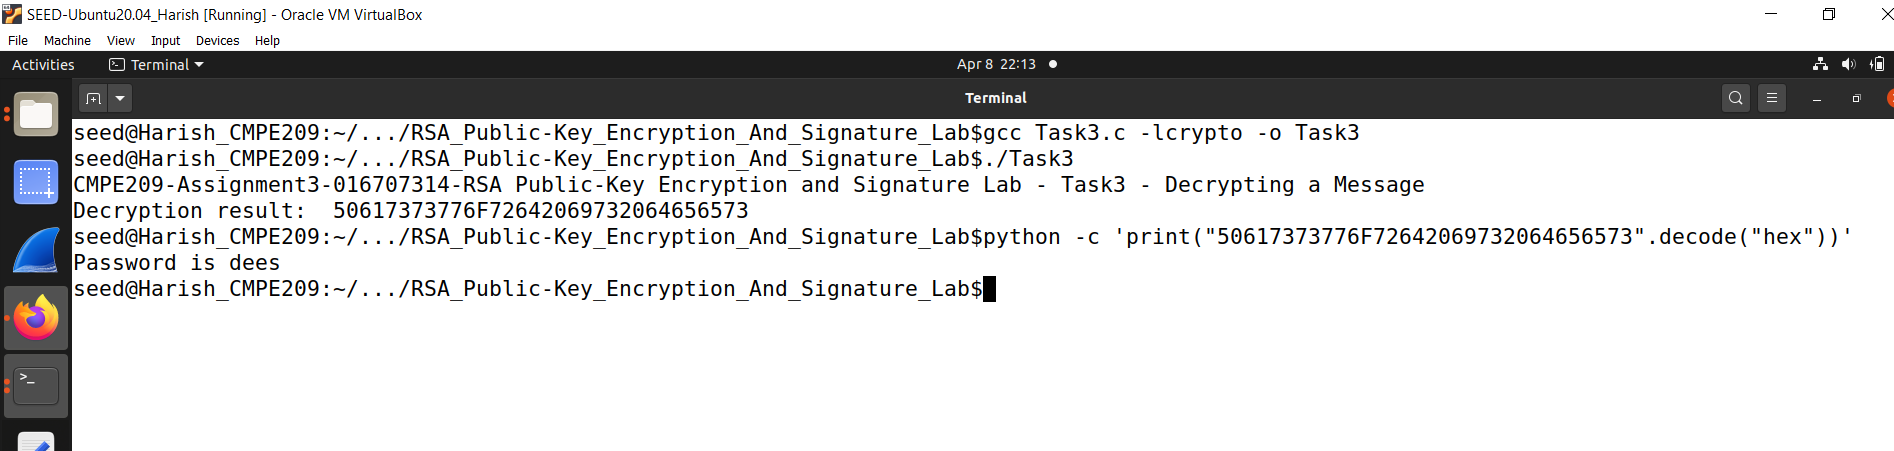 SEED-Ubuntu20.04_Harish [Running] - Oracle VM VirtualBox
File Machine View Input Devices Help
Activities Terminal Apr 8 22:13
Terminal
seed@Harish_CMPE209:~/.../RSA_Public-Key_Encryption_And_Signature_Lab$gcc Task3.c -lcrypto -o Task3
seed@Harish_CMPE209:~/.../RSA_Public-Key_Encryption_And_Signature_Lab$./Task3
CMPE209-Assignment3-016707314-RSA Public-Key Encryption and Signature Lab - Task3 - Decrypting a Message
Decryption result:  50617373776F72642069732064656573
seed@Harish_CMPE209:~/.../RSA_Public-Key_Encryption_And_Signature_Lab$python -c 'print("50617373776F72642069732064656573".decode("hex"))'
Password is dees
seed@Harish_CMPE209:~/.../RSA_Public-Key_Encryption_And_Signature_Lab$